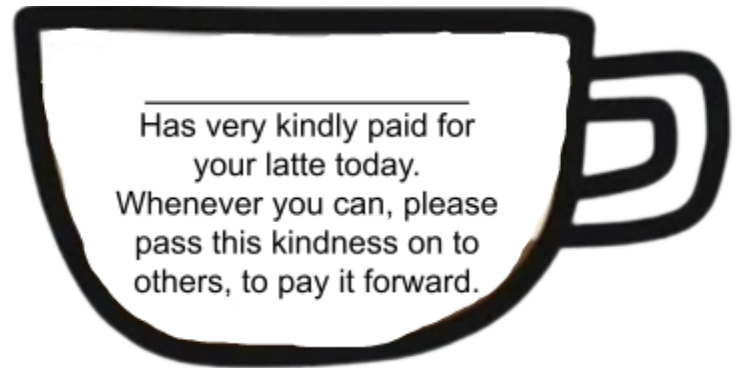 Has very kindly paid for
your latte today.
Whenever you can, please
pass this kindness on to
others, to pay it forward.